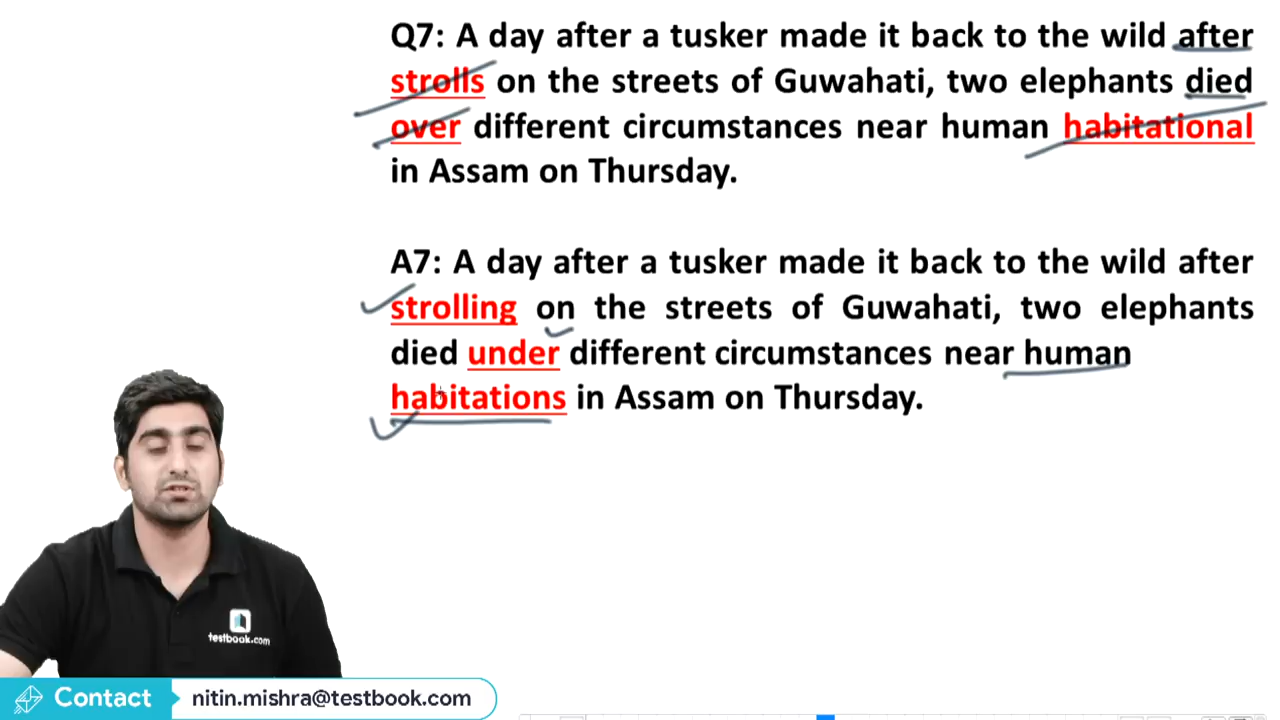 Q7: A day after a tusker made it back to the wild after
strolls on the streets of Guwahati, two elephants died
over different circumstances near human habitational
in Assam on Thursday.
A7: A day after a tusker made it back to the wild after
strolling on the streets of Guwahati, two elephants
died under different circumstances near human
habitations in Assam on Thursday.
testbook.com
Contact nitin.mishra@testbook.com